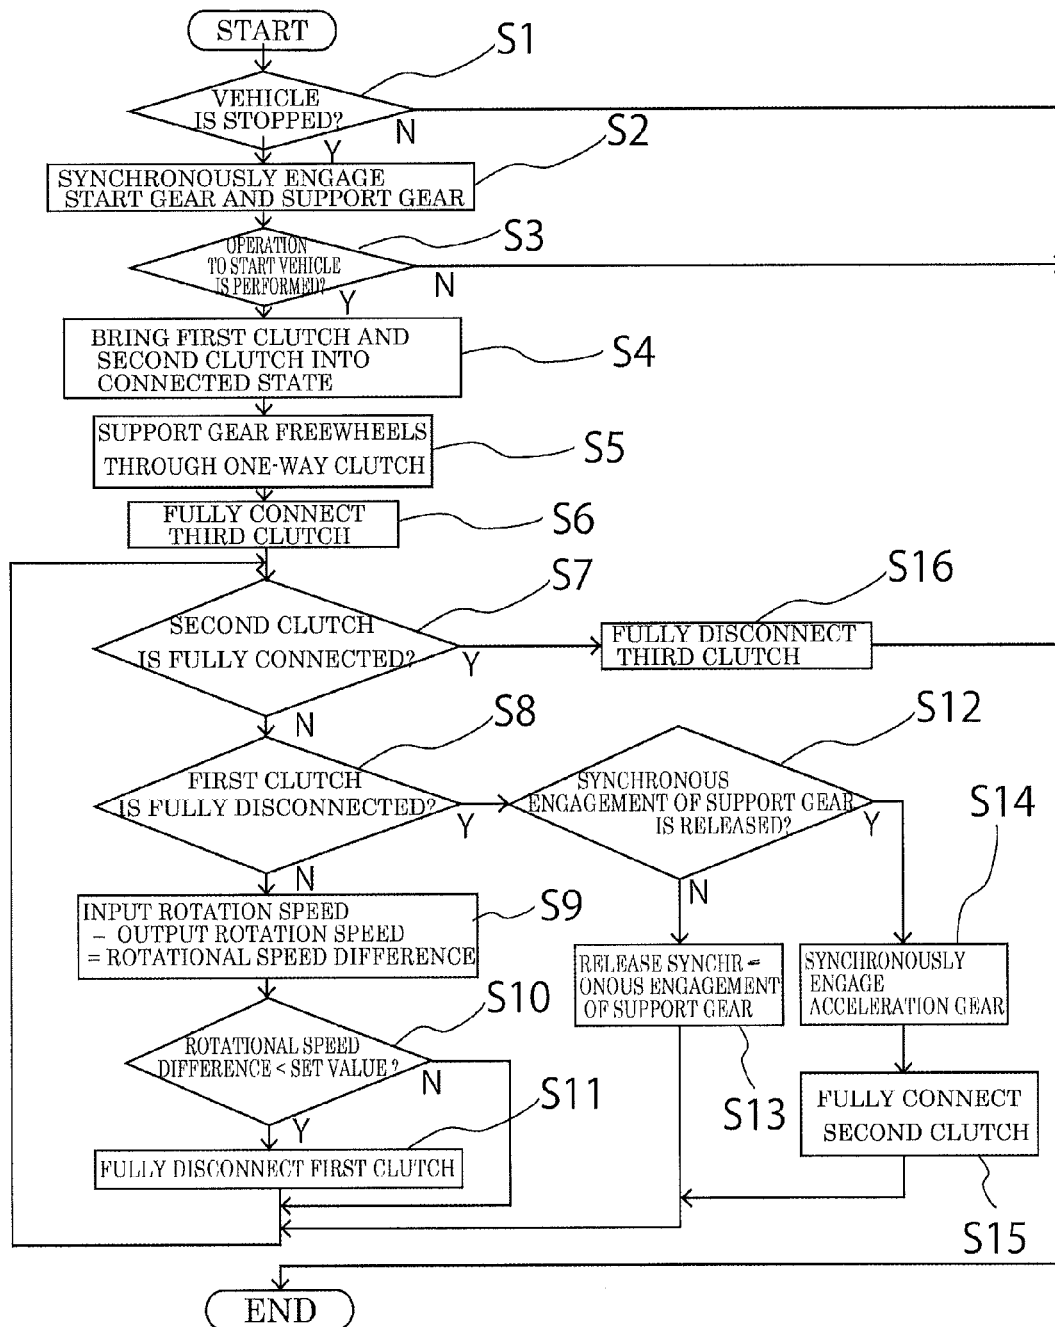 START
S1
VEHICLE
IS STOPPED?
N
Y
S2
SYNCHRONOUSLY ENGAGE
START GEAR AND SUPPORT GEAR
S3
OPERATION
TO START VEHICLE
IS PERFORMED?
N
Y
BRING FIRST CLUTCH AND
SECOND CLUTCH INTO
CONNECTED STATE
S4
SUPPORT GEAR FREEWHEELS
THROUGH ONE-WAY CLUTCH
S5
FULLY CONNECT
THIRD CLUTCH
S6
S7
SECOND CLUTCH
IS FULLY CONNECTED?
Y
N
S16
FULLY DISCONNECT
THIRD CLUTCH
S8
FIRST CLUTCH
IS FULLY DISCONNECTED?
Y
N
S12
SYNCHRONOUS
ENGAGEMENT OF SUPPORT GEAR
IS RELEASED?
Y
N
S14
INPUT ROTATION SPEED
– OUTPUT ROTATION SPEED
= ROTATIONAL SPEED DIFFERENCE
S9
RELEASE SYNCHR =
ONOUS ENGAGEMENT
OF SUPPORT GEAR
SYNCHRONOUSLY
ENGAGE
ACCELERATION GEAR
S10
ROTATIONAL SPEED
DIFFERENCE < SET VALUE ?
N
Y
S11
FULLY DISCONNECT FIRST CLUTCH
S13
FULLY CONNECT
SECOND CLUTCH
S15
END